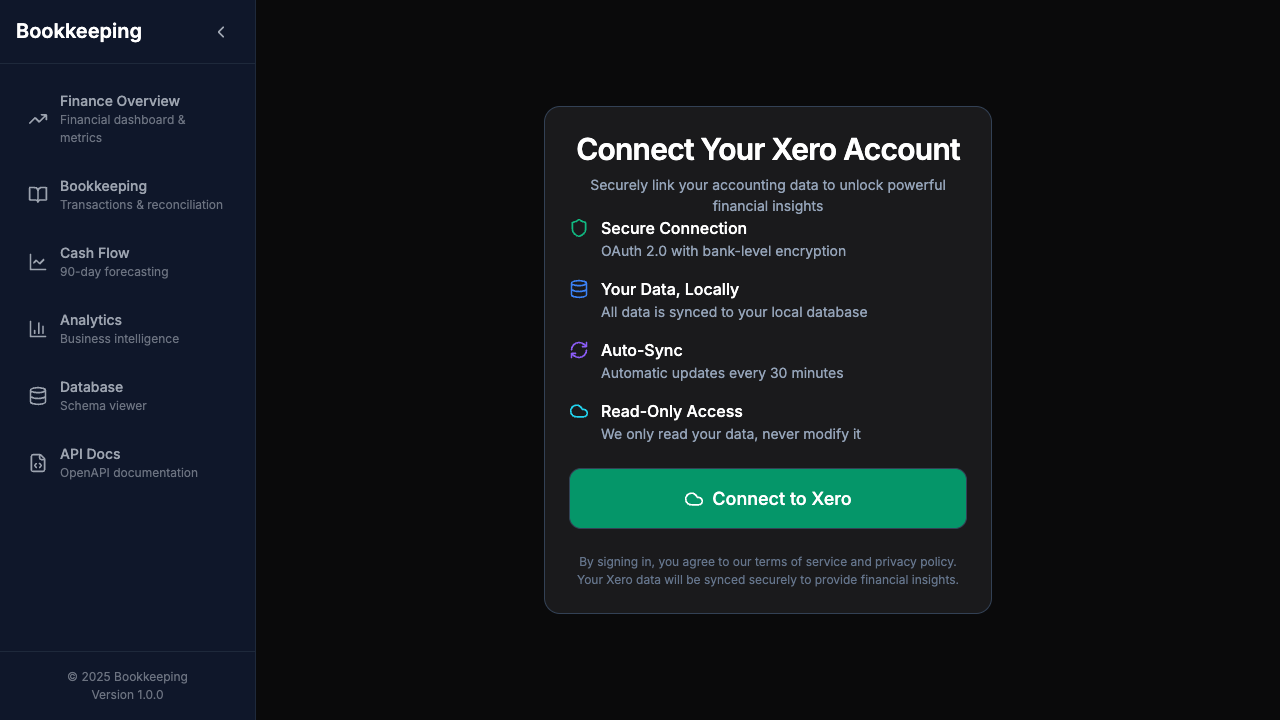 Bookkeeping
Finance Overview
Financial dashboard &
metrics
Bookkeeping
Transactions & reconciliation
Cash Flow
90-day forecasting
Analytics
Business intelligence
Database
Schema viewer
API Docs
OpenAPI documentation
© 2025 Bookkeeping
Version 1.0.0
Connect Your Xero Account
Securely link your accounting data to unlock powerful
financial insights
Secure Connection
OAuth 2.0 with bank-level encryption
Your Data, Locally
All data is synced to your local database
Auto-Sync
Automatic updates every 30 minutes
Read-Only Access
We only read your data, never modify it
Connect to Xero
By signing in, you agree to our terms of service and privacy policy.
Your Xero data will be synced securely to provide financial insights.